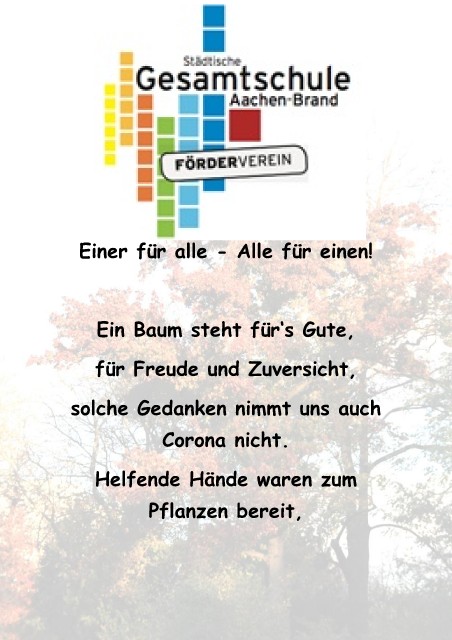 Städtische
Gesamtschule
Aachen-Brand
FÖRDERVEREIN
Einer für alle - Alle für einen!
Ein Baum steht für's Gute,
für Freude und Zuversicht,
solche Gedanken nimmt uns auch
Corona nicht.
Helfende Hände waren zum
Pflanzen bereit,